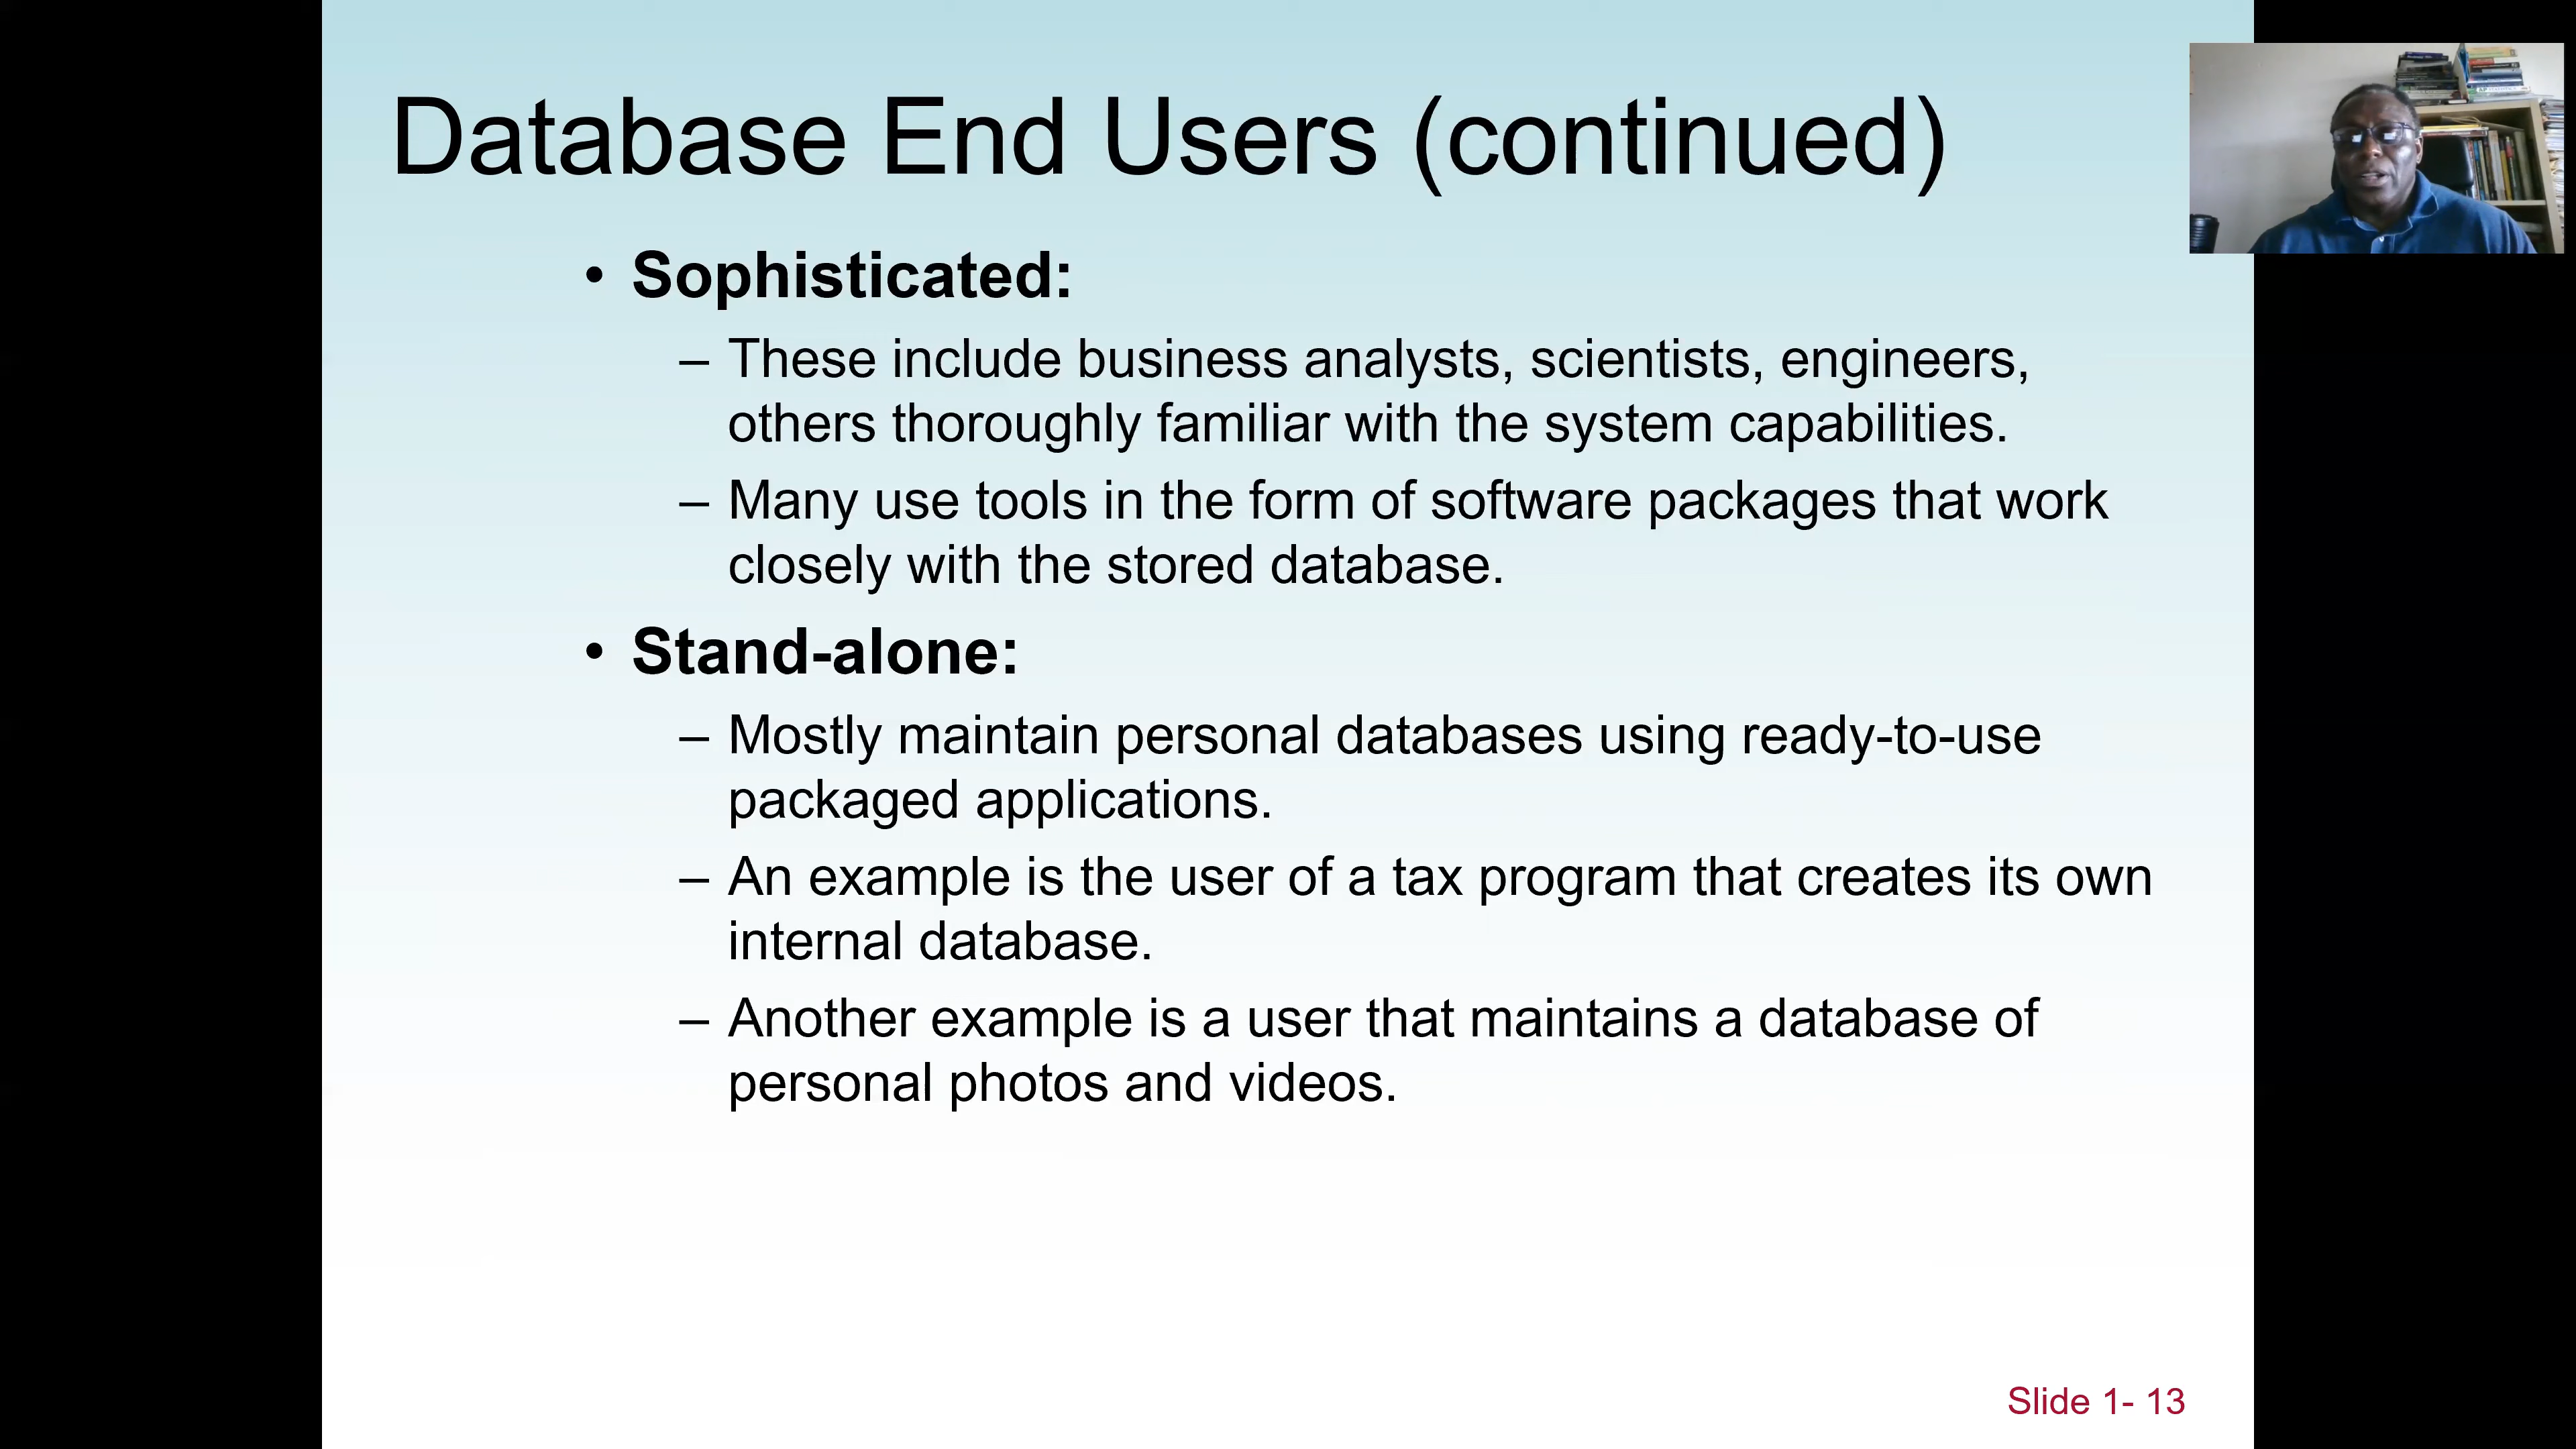 Database End Users (continued)
• Sophisticated:
– These include business analysts, scientists, engineers,
others thoroughly familiar with the system capabilities.
– Many use tools in the form of software packages that work
closely with the stored database.
• Stand-alone:
– Mostly maintain personal databases using ready-to-use
packaged applications.
– An example is the user of a tax program that creates its own
internal database.
– Another example is a user that maintains a database of
personal photos and videos.
Slide 1- 13